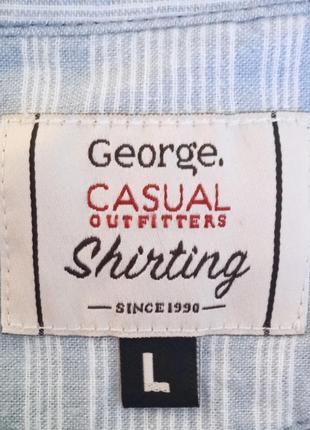 George.
CASUAL
OUTFITTERS
Shirting
SINCE 1990
L